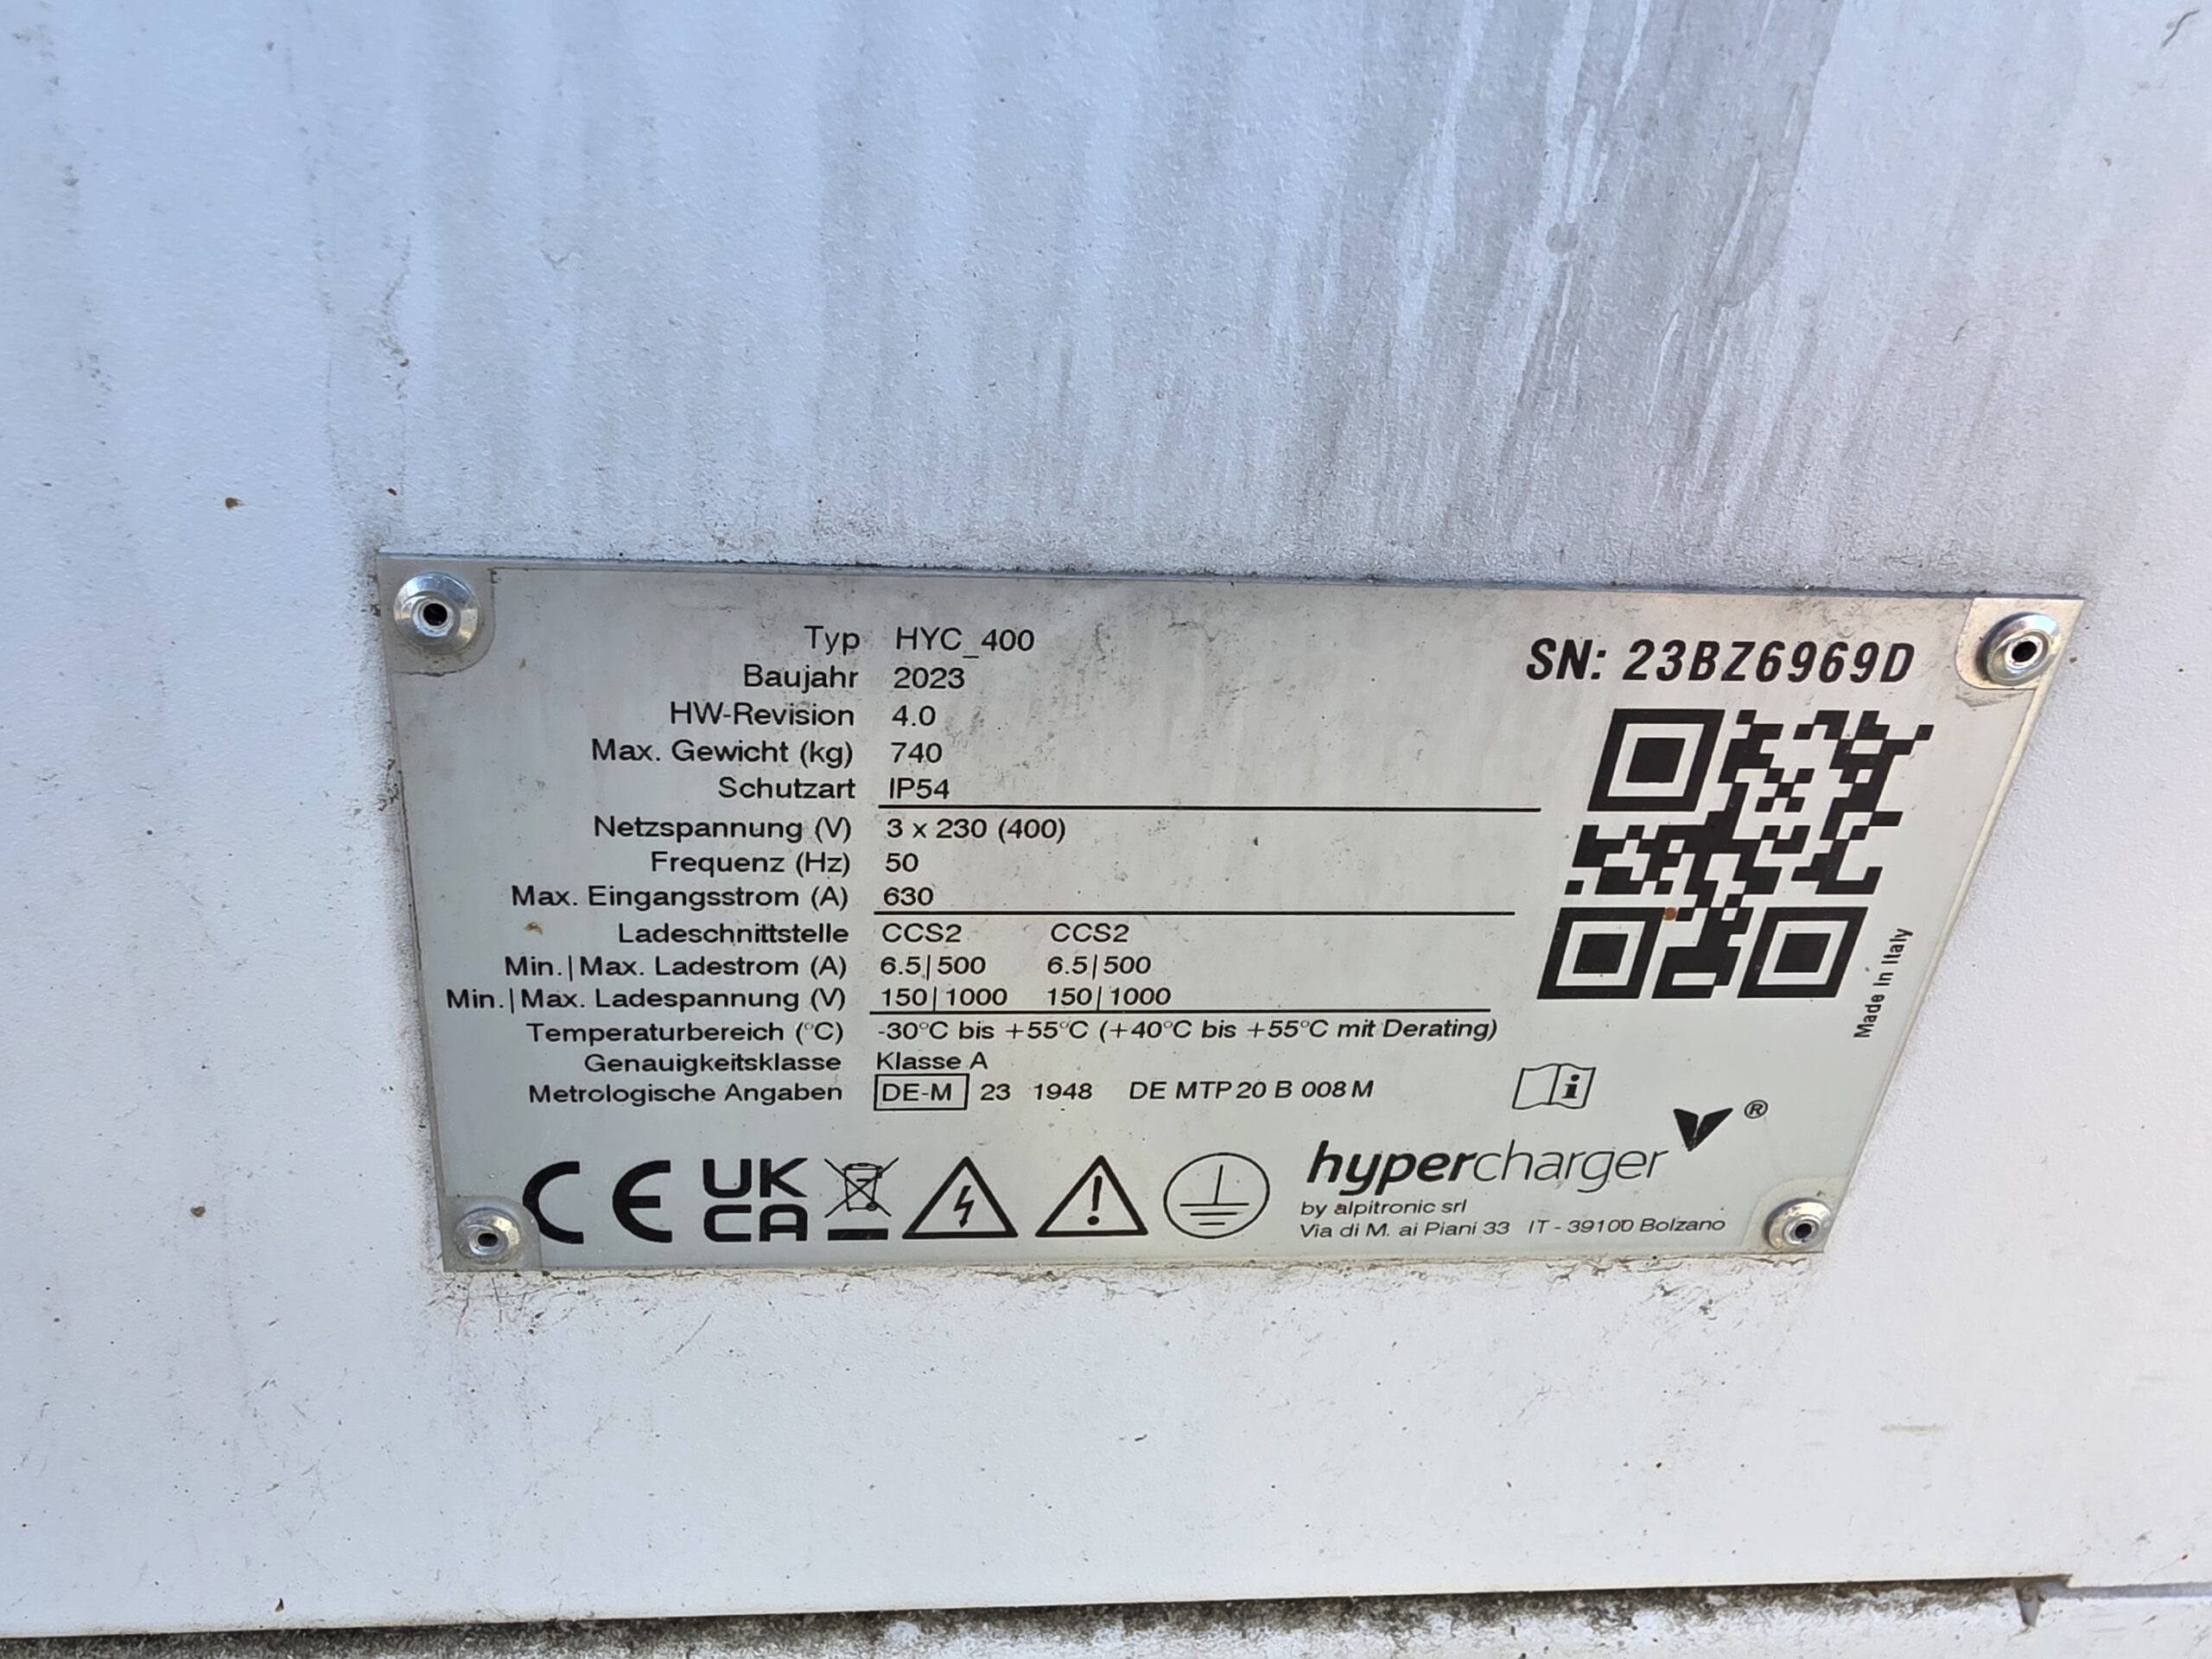 Typ HYC_400
Baujahr 2023
HW-Revision 4.0
Max. Gewicht (kg) 740
Schutzart IP54
Netzspannung (V) 3 x 230 (400)
Frequenz (Hz) 50
Max. Eingangsstrom (A) 630
Ladeschnittstelle CCS2 CCS2
Min.|Max. Ladestrom (A) 6.5|500 6.5|500
Min.|Max. Ladespannung (V) 150|1000 150|1000
Temperaturbereich (°C) -30°C bis +55°C (+40°C bis +55°C mit Derating)
Genauigkeitsklasse Klasse A
Metrologische Angaben DE-M 23 1948 DE MTP 20 B 008 M
SN: 23BZ6969D
Made in Italy
i
CE UK
CA
hypercharger ®
by alpitronic srl
Via di M. ai Piani 33 IT - 39100 Bolzano